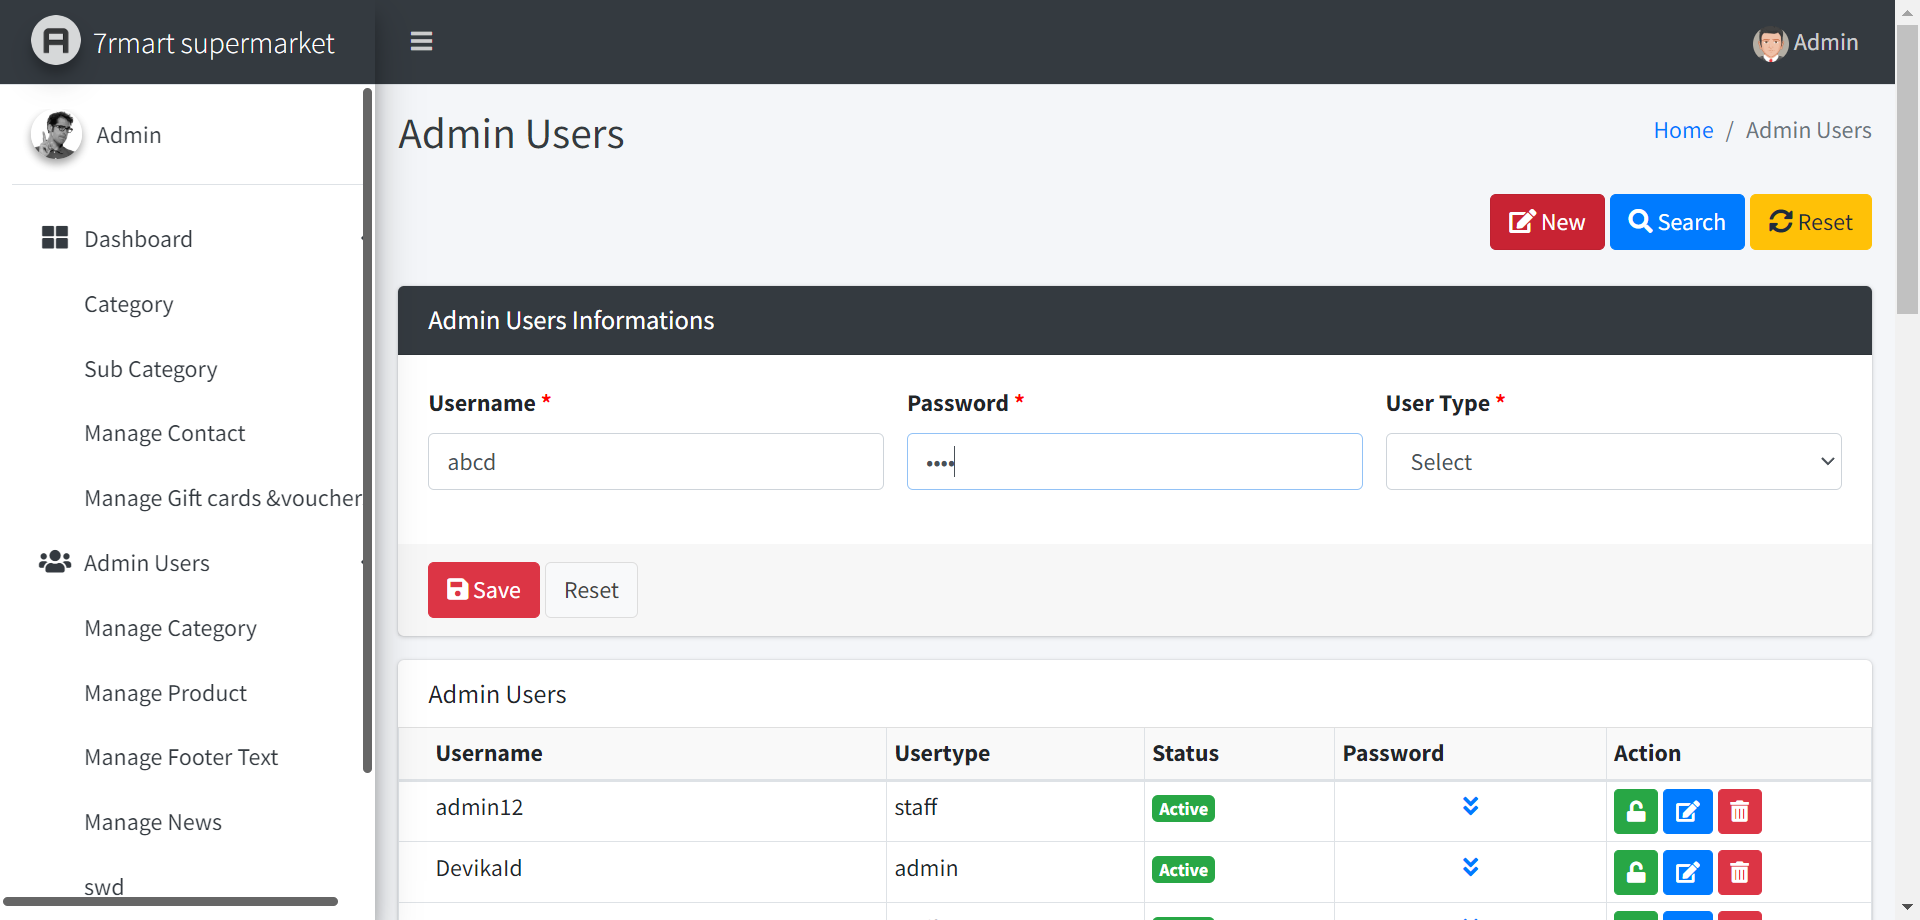 7rmart supermarket
Admin
Admin
Admin Users
Home / Admin Users
New
Search
Reset
Dashboard
Category
Sub Category
Manage Contact
Manage Gift cards &voucher
Admin Users
Manage Category
Manage Product
Manage Footer Text
Manage News
swd
Admin Users Informations
Username *
Password *
User Type *
abcd
••••
Select
Save
Reset
Admin Users
Username Usertype Status Password Action
admin12 staff Active
DevikaId admin Active